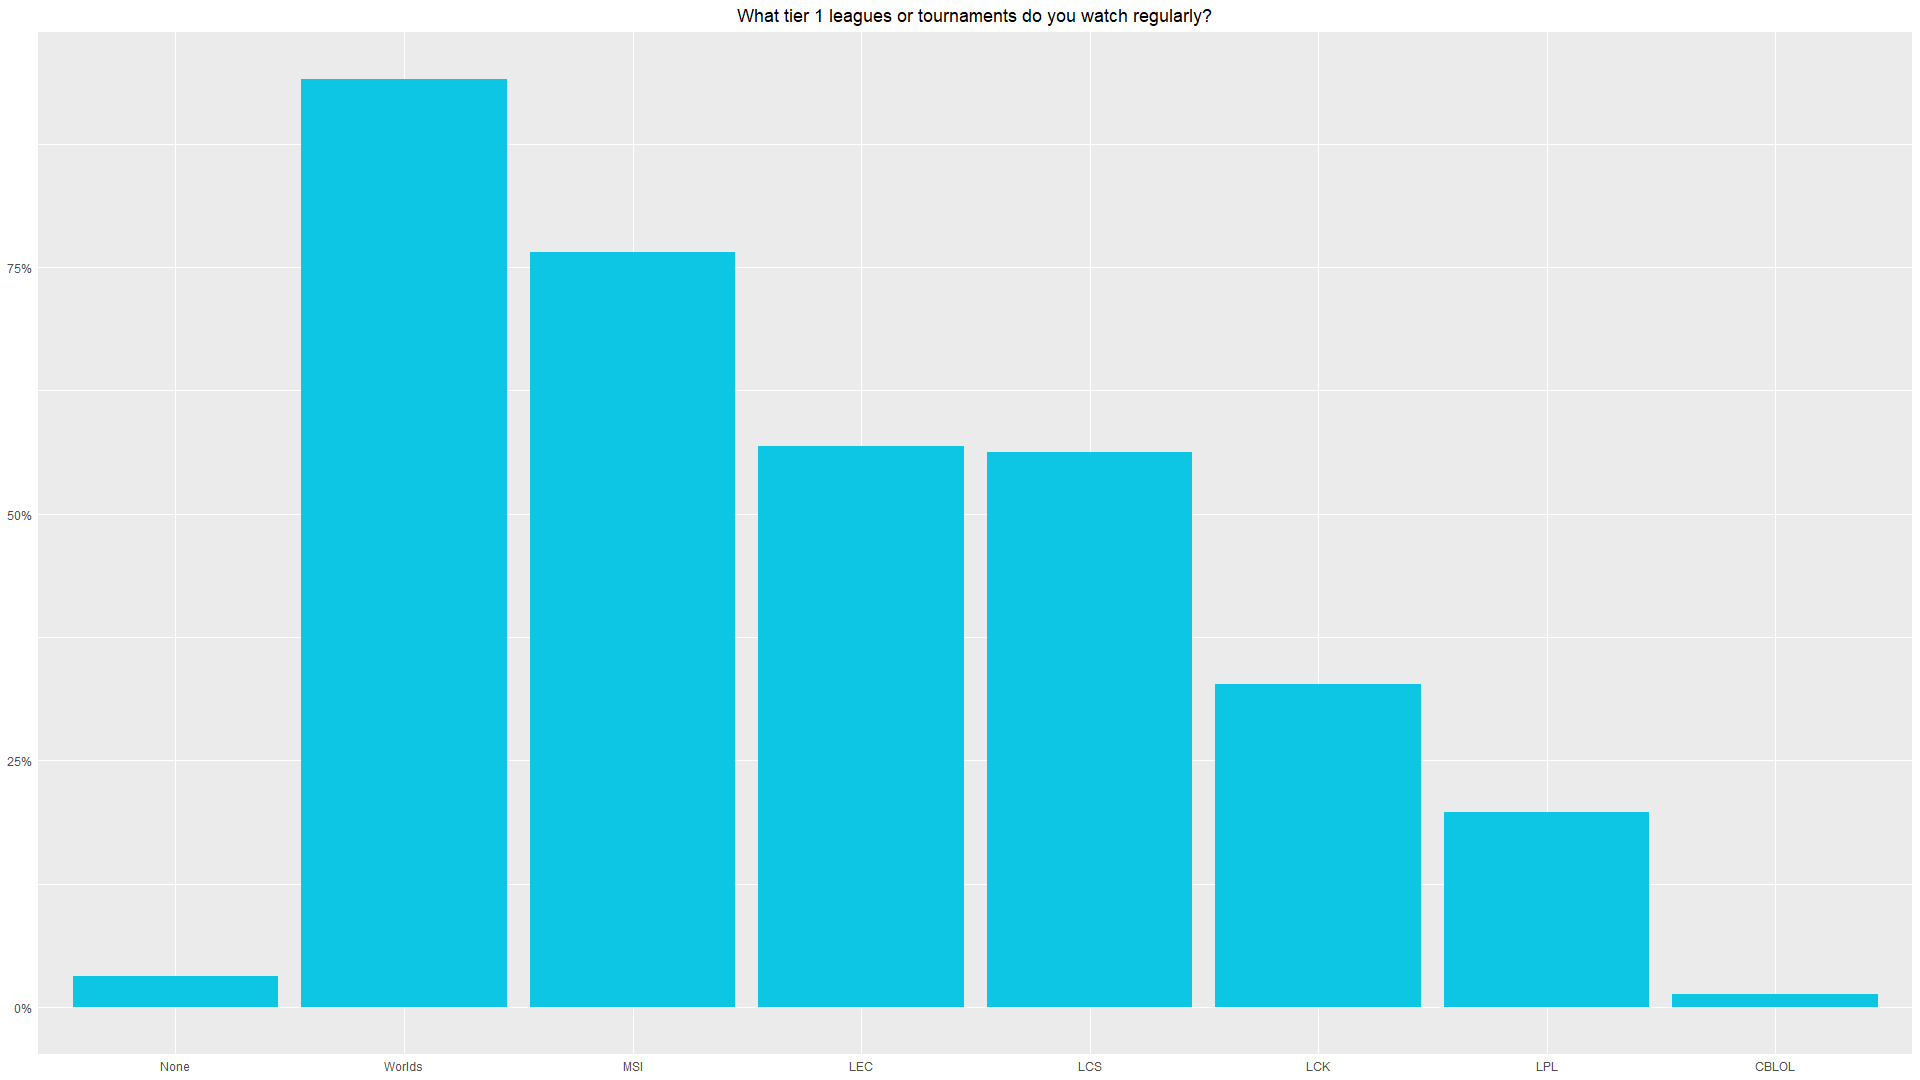 What tier 1 leagues or tournaments do you watch regularly?
75%
50%
25%
0%
None Worlds MSI LEC LCS LCK LPL CBLOL